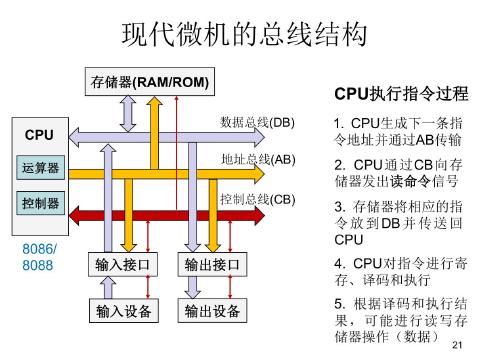 现代微机的总线结构
存储器(RAM/ROM)
CPU
运算器
控制器
8086/
8088
数据总线(DB)
地址总线(AB)
控制总线(CB)
输入接口
输出接口
输入设备
输出设备
CPU执行指令过程
1. CPU生成下一条指
令地址并通过AB传输
2. CPU通过CB向存
储器发出读命令信号
3. 存储器将相应的指
令放到DB并传送回
CPU
4. CPU对指令进行寄
存、译码和执行
5. 根据译码和执行结
果，可能进行读写存
储器操作（数据）
21